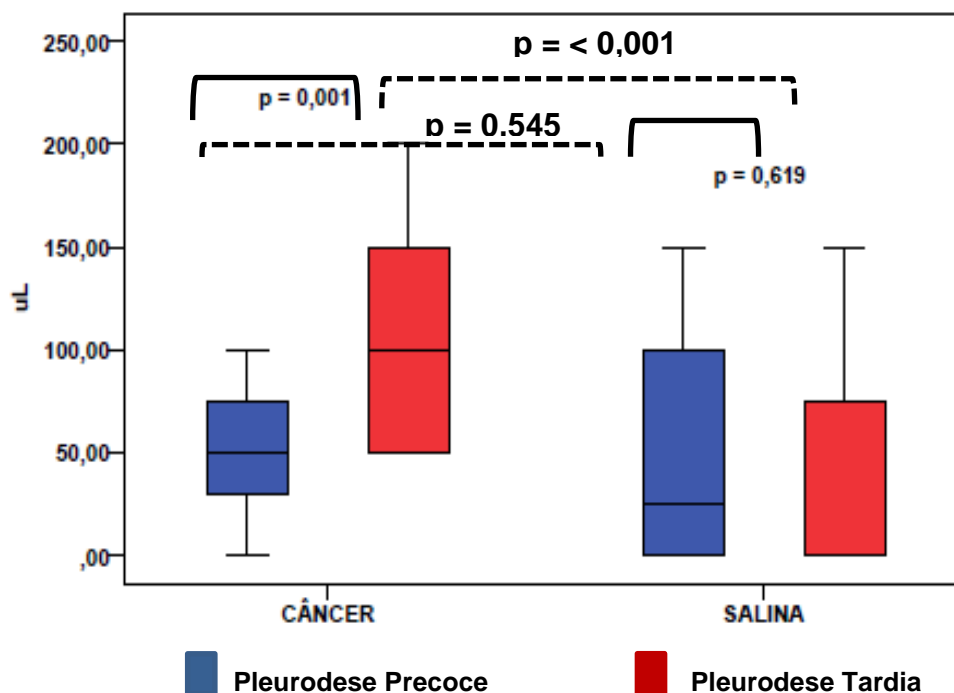 250,00
p = < 0,001
p = 0,001
p = 0.545
200,00
p = 0,619
150,00
uL
100,00
50,00
,00
CÂNCER
SALINA
Pleurodese Precoce
Pleurodese Tardia